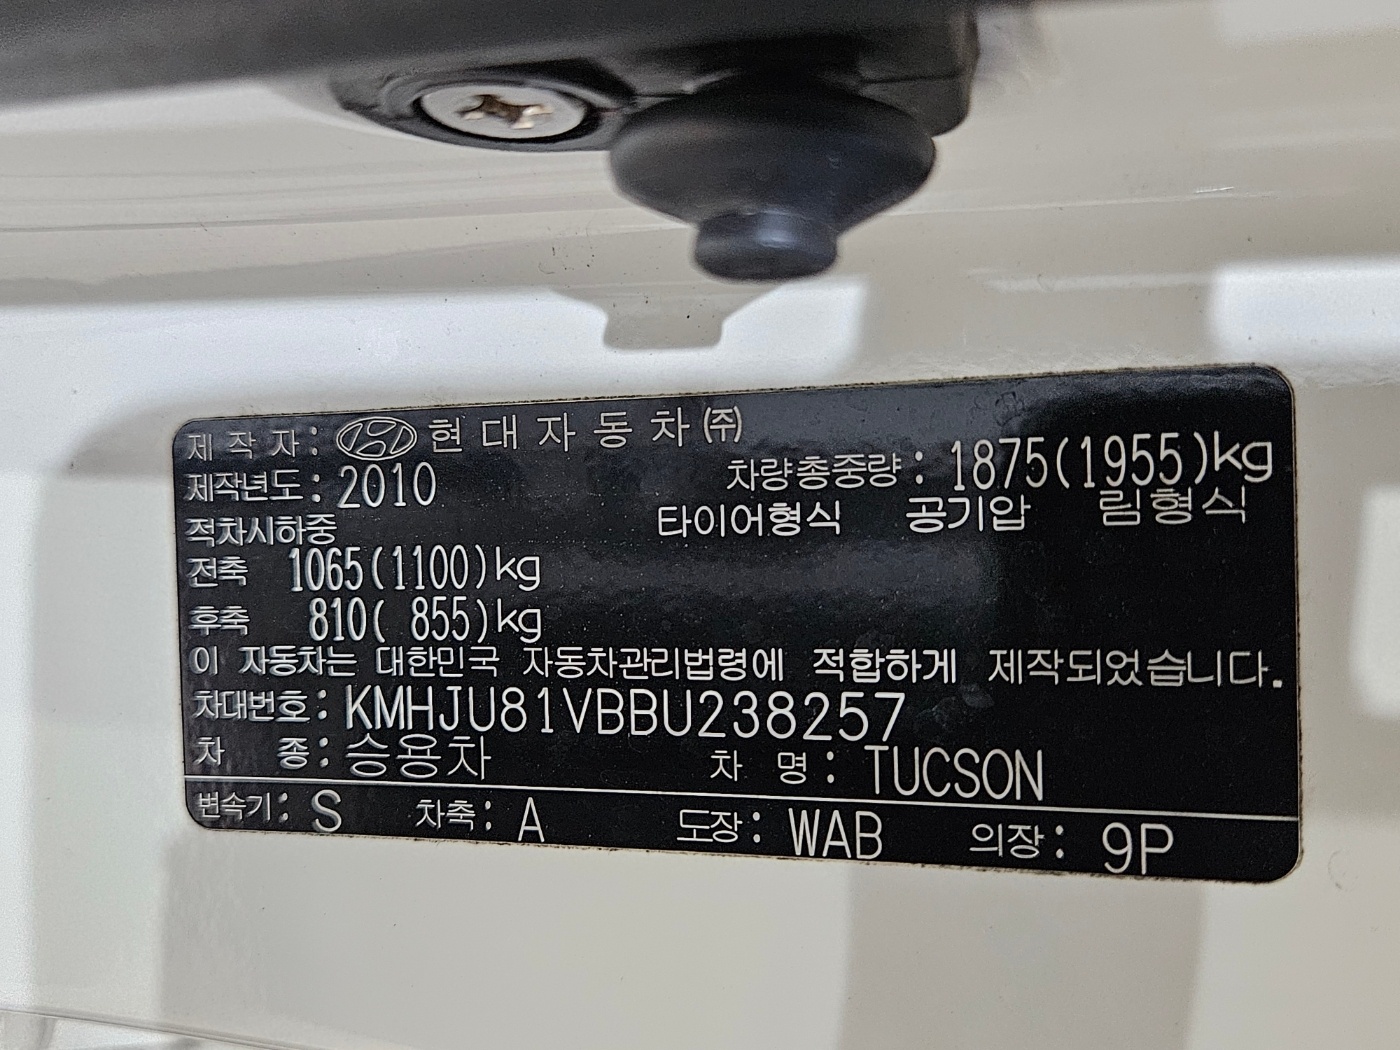 제 작 자 : 현 대 자 동 차 ㈜
제작년도 : 2010 차량총중량 : 1875(1955)kg
적차시하중 타이어형식 공기압 림형식
전축 1065(1100)kg
후축 810( 855)kg
이 자동차는 대한민국 자동차관리법령에 적합하게 제작되었습니다.
차대번호 : KMHJU81VBBU238257
차 종 : 승용차 차 명 : TUCSON
변속기 : S 차축 : A 도장 : WAB 의장 : 9P